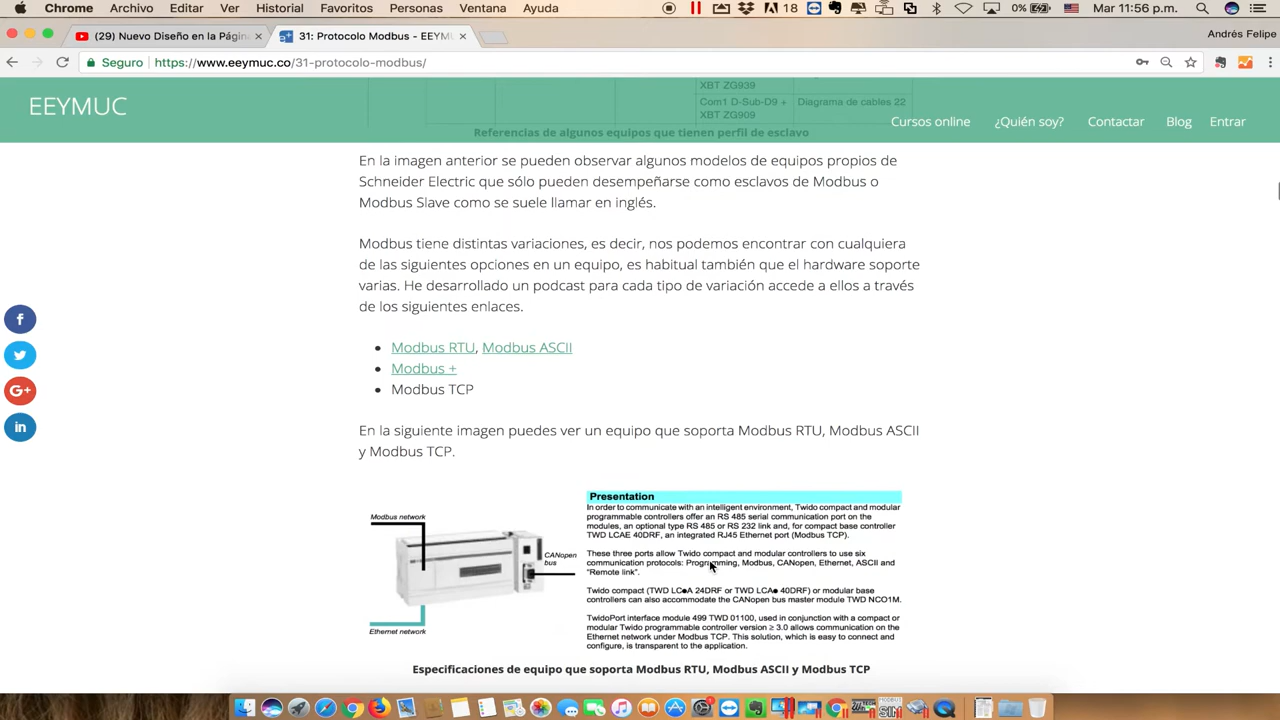 Chrome Archivo Editar Ver Historial Favoritos Personas Ventana Ayuda
18 0% Mar 11:56 p. m.
(29) Nuevo Diseño en la Págin
31: Protocolo Modbus - EEYM
Andrés Felipe
Seguro https://www.eeymuc.co/31-protocolo-modbus/
EEYMUC
Cursos online ¿Quién soy? Contactar Blog Entrar
XBT ZG939
Com1 D-Sub-D9 + XBT ZG909
Diagrama de cables 22
Referencias de algunos equipos que tienen perfil de esclavo
En la imagen anterior se pueden observar algunos modelos de equipos propios de
Schneider Electric que sólo pueden desempeñarse como esclavos de Modbus o
Modbus Slave como se suele llamar en inglés.
Modbus tiene distintas variaciones, es decir, nos podemos encontrar con cualquiera
de las siguientes opciones en un equipo, es habitual también que el hardware soporte
varias. He desarrollado un podcast para cada tipo de variación accede a ellos a través
de los siguientes enlaces.
• Modbus RTU, Modbus ASCII
• Modbus +
• Modbus TCP
En la siguiente imagen puedes ver un equipo que soporta Modbus RTU, Modbus ASCII
y Modbus TCP.
Modbus network
CANopen
bus
Ethernet network
Presentation
In order to communicate with an intelligent environment, Twido compact and modular
programmable controllers offer an RS 485 serial communication port on the
modules, an optional type RS 485 or RS 232 link and, for compact base controller
TWD LCAE 40DRF, an integrated RJ45 Ethernet port (Modbus TCP).
These three ports allow Twido compact and modular controllers to use six
communication protocols: Programming, Modbus, CANopen, Ethernet, ASCII and
"Remote link".
Twido compact (TWD LC●A 24DRF or TWD LCA● 40DRF) or modular base
controllers can also accommodate the CANopen bus master module TWD NCO1M.
TwidoPort interface module 499 TWD 01100, used in conjunction with a compact or
modular Twido programmable controller version ≥ 3.0 allows communication on the
Ethernet network under Modbus TCP. This solution, which is easy to connect and
configure, is transparent to the application.
Especificaciones de equipo que soporta Modbus RTU, Modbus ASCII y Modbus TCP